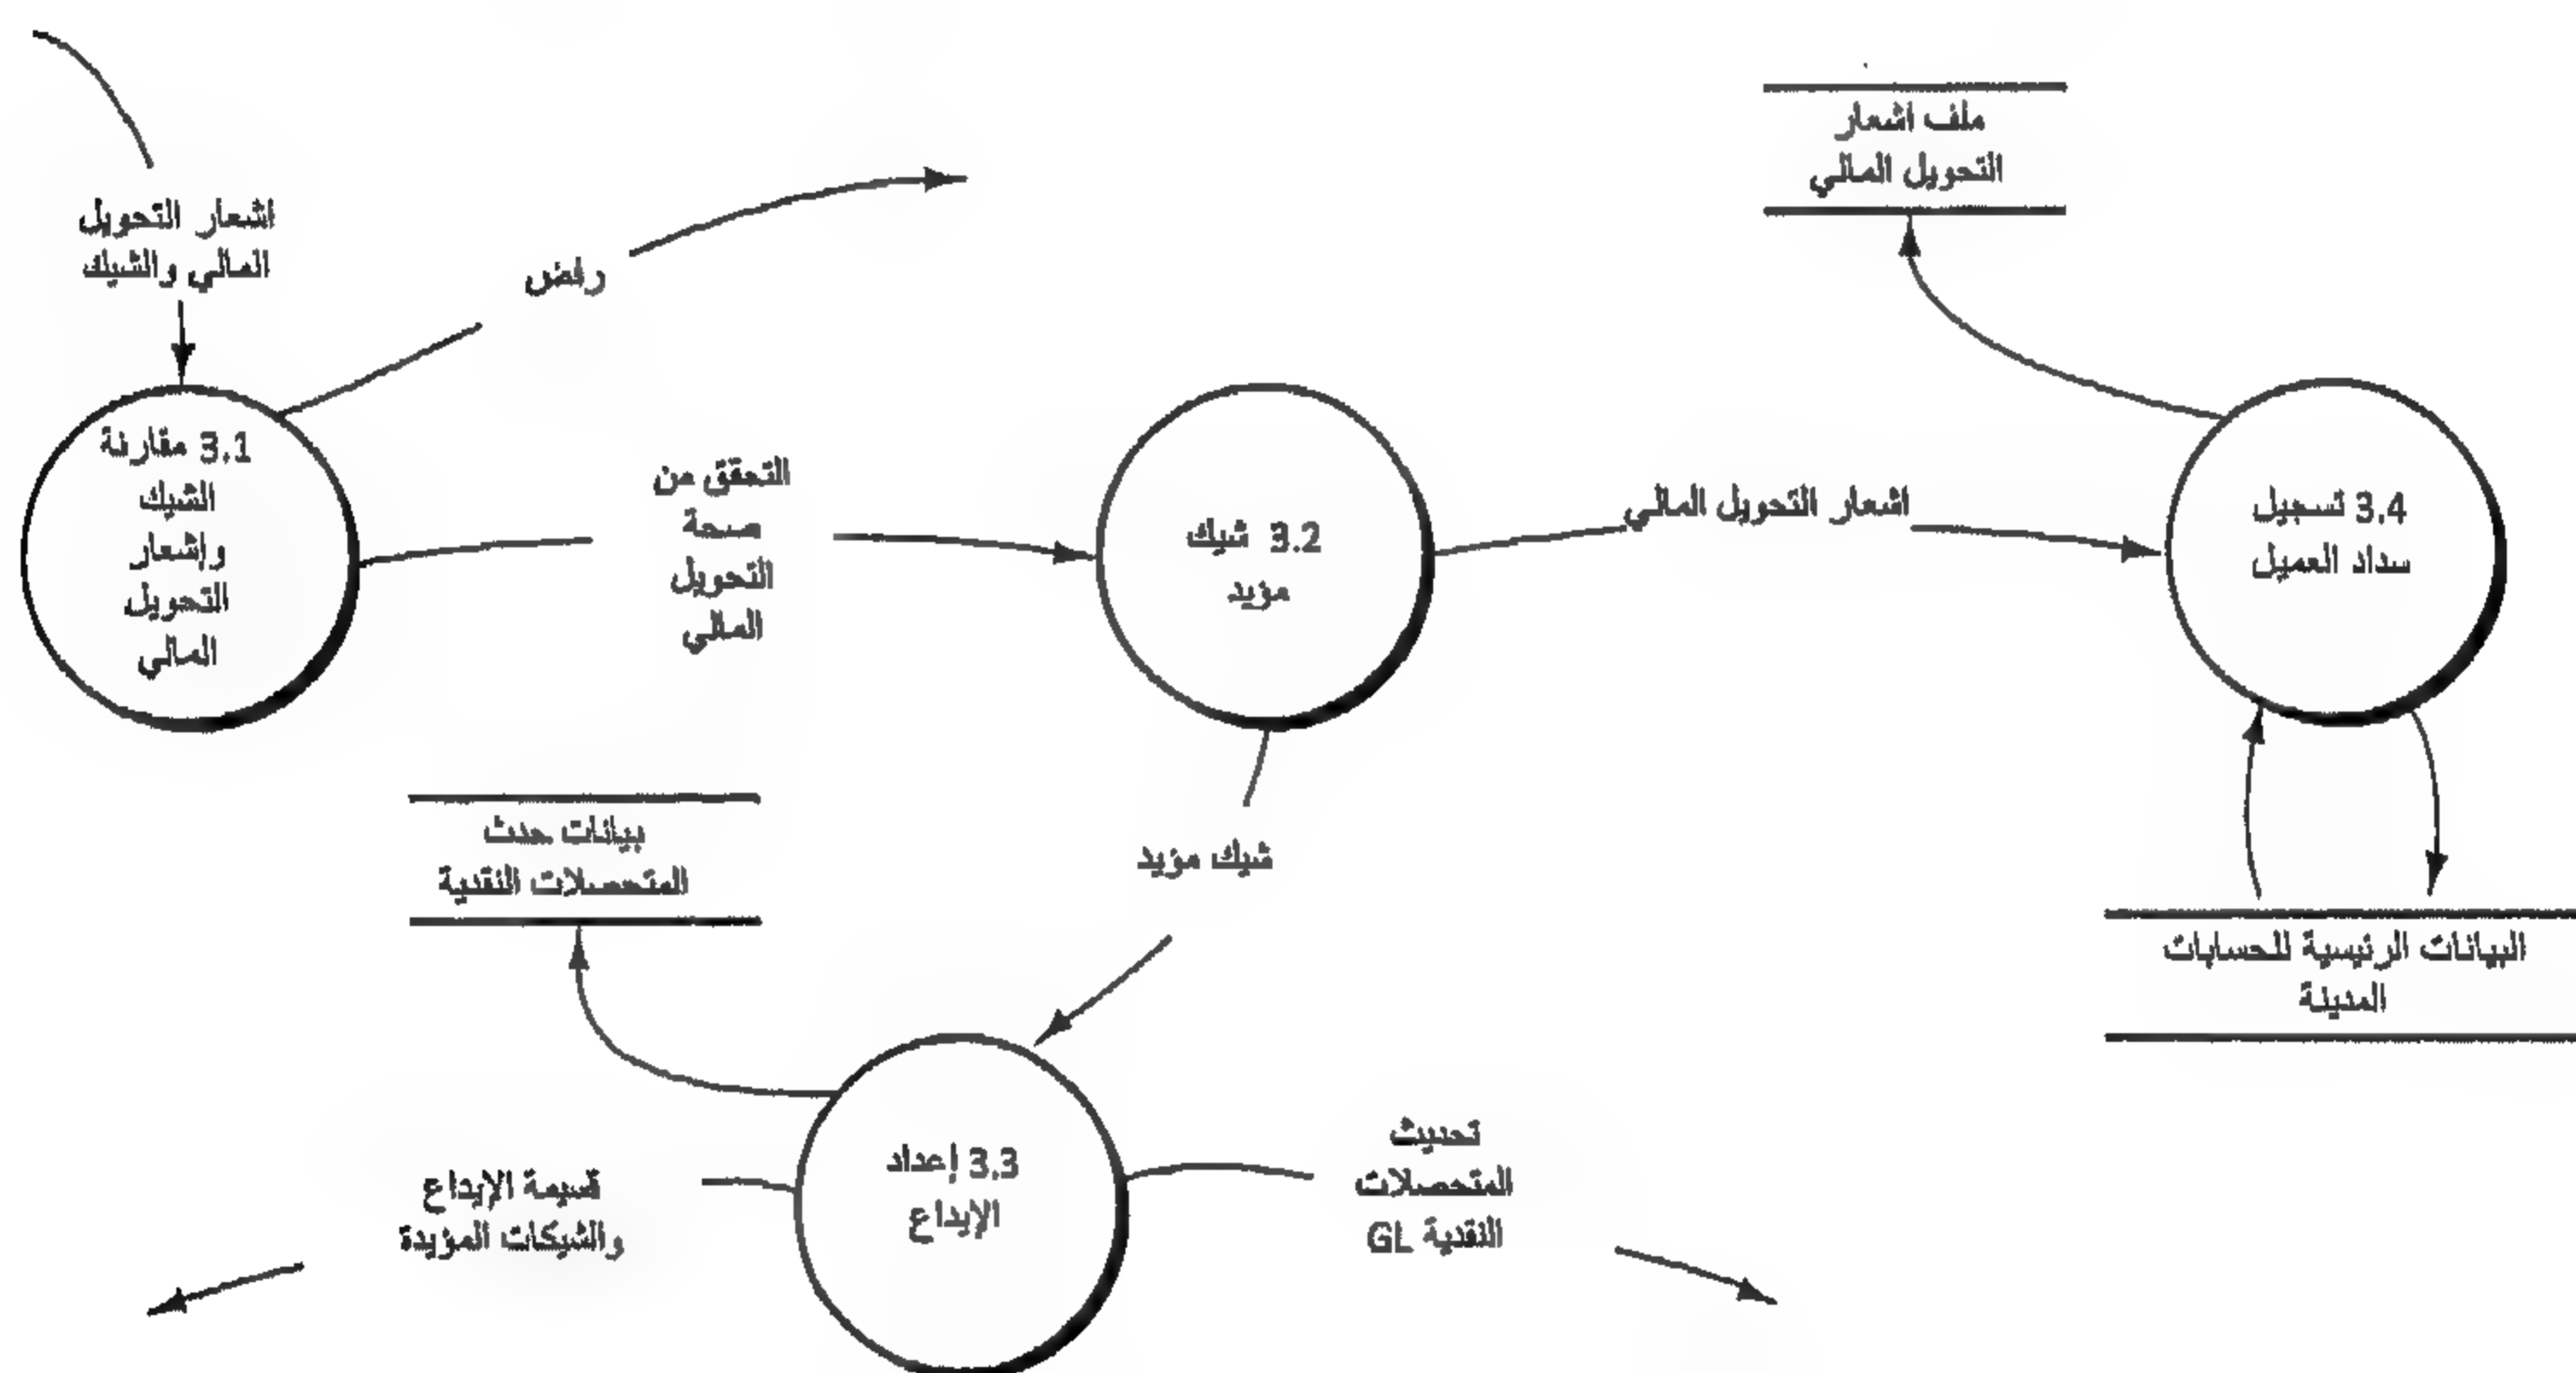 اشعار التحويل
المالي والشيك
رفض
ملف اشعار
التحويل المالي
3.1 مقارنة
الشيك
وإشعار
التحويل
المالي
التحقق من
صحة
التحويل
المالي
3.2 شيك
مزيد
اشعار التحويل المالي
3.4 تسجيل
سداد العميل
بيانات حدث
المتحصلات النقدية
شيك مزيد
البيانات الرئيسية للحسابات
المدينة
3.3 إعداد
الإيداع
قسيمة الإيداع
والشيكات المزيدة
تحديث
المتحصلات
النقدية GL